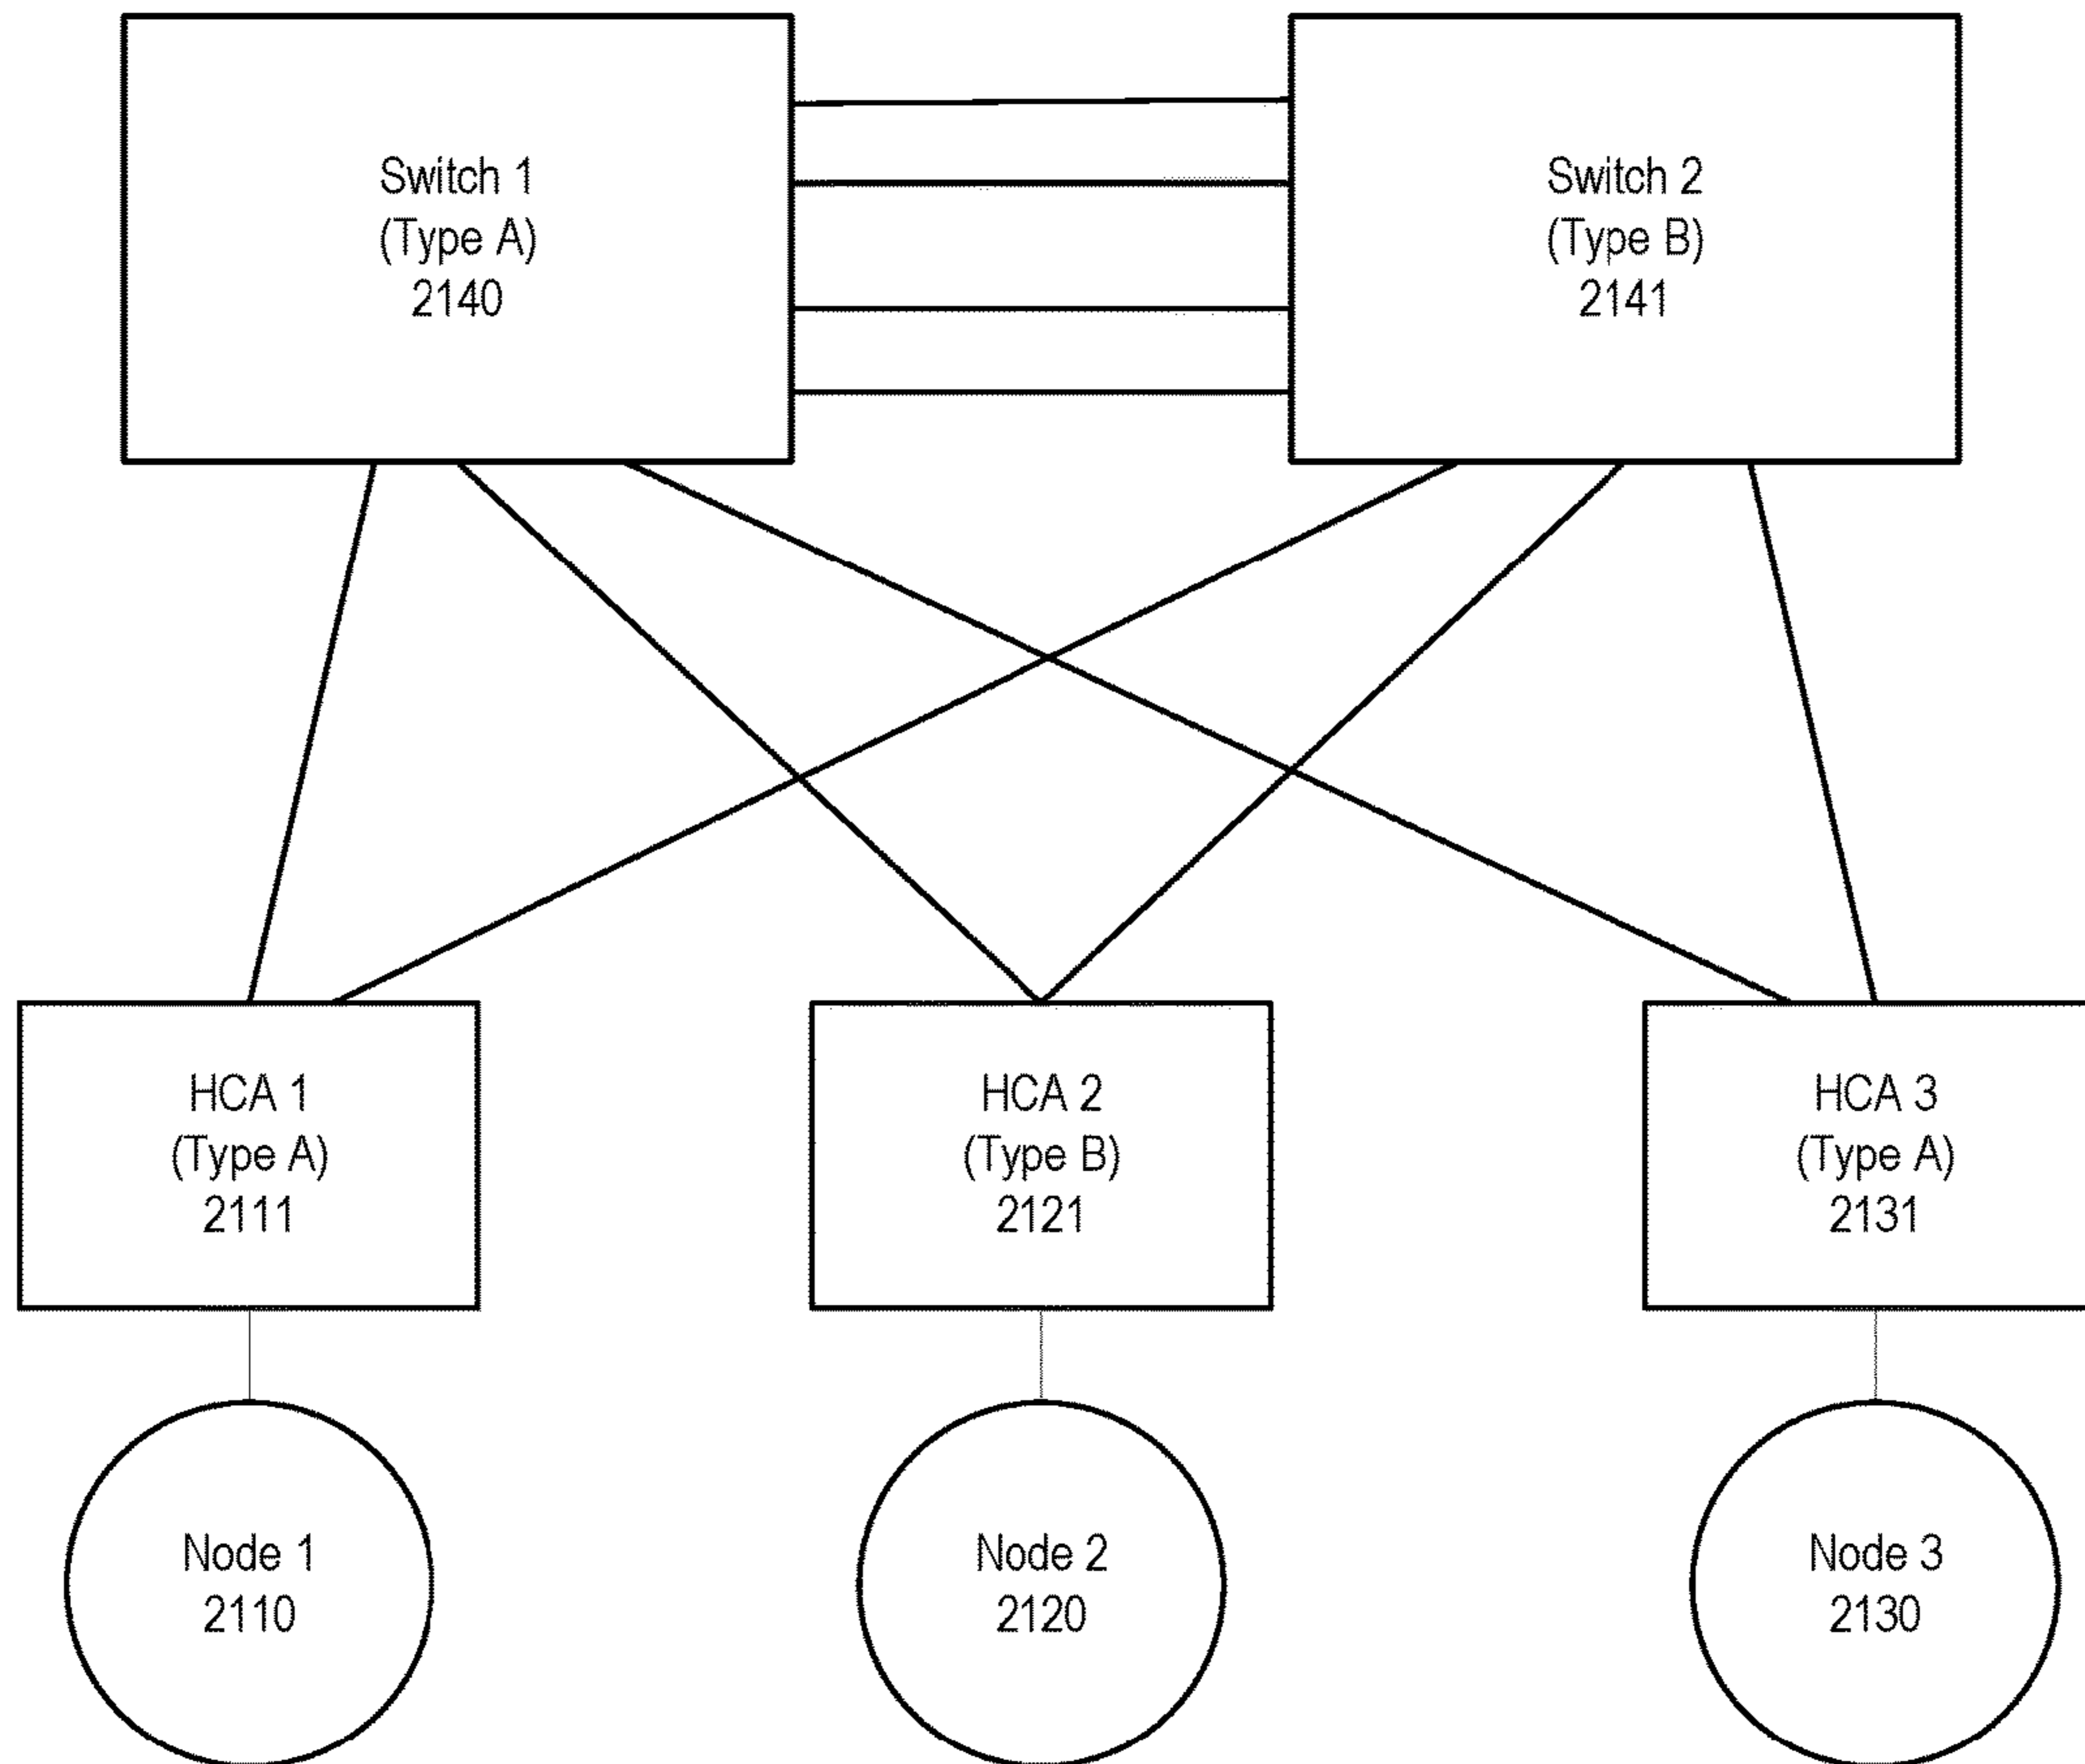 Switch 1
(Type A)
2140
Switch 2
(Type B)
2141
HCA 1
(Type A)
2111
HCA 2
(Type B)
2121
HCA 3
(Type A)
2131
Node 1
2110
Node 2
2120
Node 3
2130